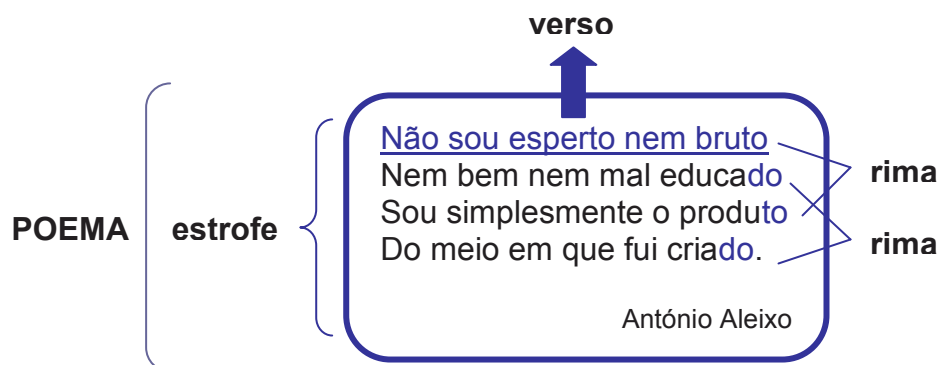 verso
Não sou esperto nem bruto
Nem bem nem mal educado
rima
POEMA
estrofe
Sou simplesmente o produto
Do meio em que fui criado.
rima
António Aleixo